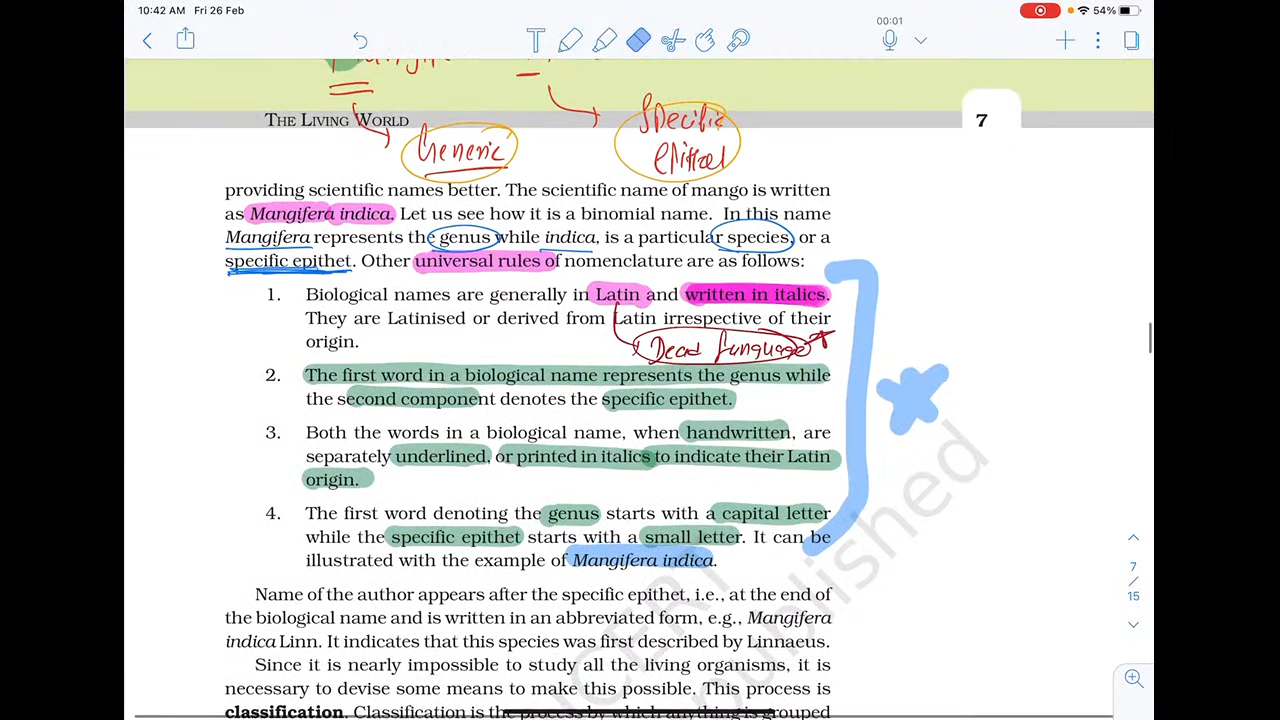 10:42 AM Fri 26 Feb
54%
00:01
THE LIVING WORLD
7
Generic
Specific
providing scientific names better. The scientific name of mango is written
as Mangifera indica. Let us see how it is a binomial name. In this name
Mangifera represents the genus while indica, is a particular species, or a
specific epithet. Other universal rules of nomenclature are as follows:
1. Biological names are generally in Latin and written in italics.
They are Latinised or derived from Latin irrespective of their
origin.
Dead language
2. The first word in a biological name represents the genus while
the second component denotes the specific epithet.
3. Both the words in a biological name, when handwritten, are
separately underlined, or printed in italics to indicate their Latin
origin.
4. The first word denoting the genus starts with a capital letter
while the specific epithet starts with a small letter. It can be
illustrated with the example of Mangifera indica.
Name of the author appears after the specific epithet, i.e., at the end of
the biological name and is written in an abbreviated form, e.g., Mangifera
indica Linn. It indicates that this species was first described by Linnaeus.
Since it is nearly impossible to study all the living organisms, it is
necessary to devise some means to make this possible. This process is
classification. Classification is the process by which anything is grouped
published
7
/
15